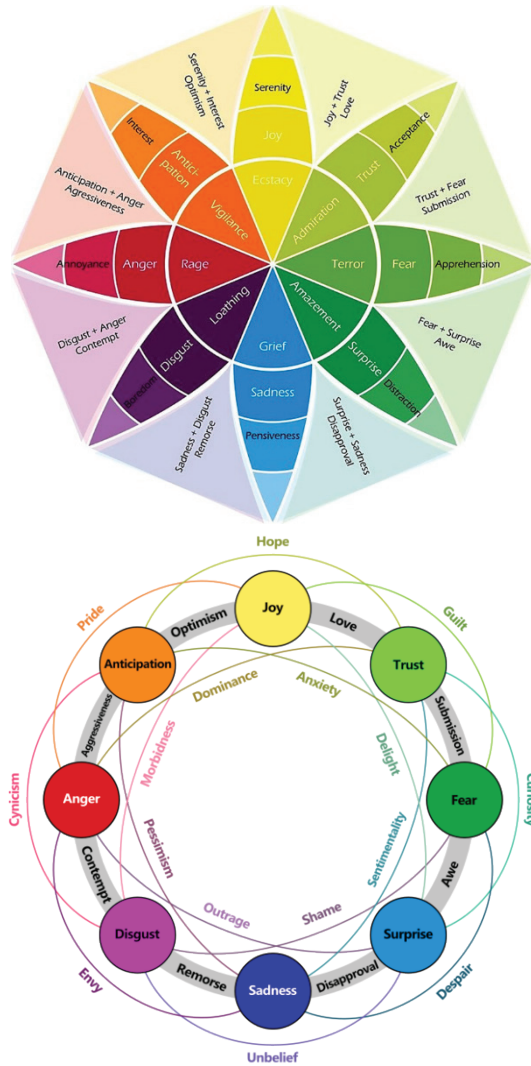 Serenity + Interest
Optimism
Serenity
Joy
Ecstacy
Joy + Trust
Love
Interest
Antici-
pation
Vigilance
Admiration
Trust
Acceptance
Anticipation + Anger
Agressiveness
Trust + Fear
Submission
Annoyance
Anger
Rage
Terror
Fear
Apprehension
Disgust + Anger
Contempt
Boredom
Disgust
Loathing
Grief
Sadness
Pensiveness
Amazement
Surprise
Distraction
Fear + Surprise
Awe
Sadness + Disgust
Remorse
Surprise + Sadness
Disapproval
Hope
Pride
Optimism
Joy
Love
Guilt
Anticipation
Trust
Dominance
Anxiety
Aggressiveness
Morbidness
Delight
Submission
Cynicism
Anger
Fear
Curiosity
Contempt
Pessimism
Sentimentality
Awe
Outrage
Shame
Disgust
Surprise
Envy
Remorse
Sadness
Disapproval
Despair
Unbelief